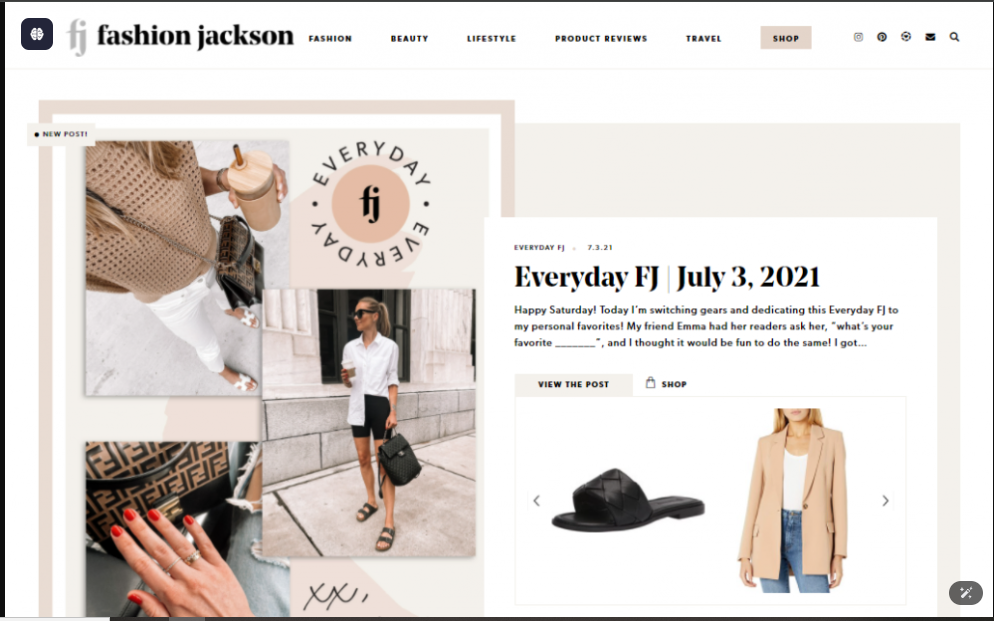 fj fashion jackson
FASHION
BEAUTY
LIFESTYLE
PRODUCT REVIEWS
TRAVEL
SHOP
NEW POST!
EVERYDAY
fj
EVERYDAY
EVERYDAY FJ
7.3.21
Everyday FJ | July 3, 2021
Happy Saturday! Today I'm switching gears and dedicating this Everyday FJ to
my personal favorites! My friend Emma had her readers ask her, "what's your
favorite _______", and I thought it would be fun to do the same! I got...
VIEW THE POST
SHOP
xx,